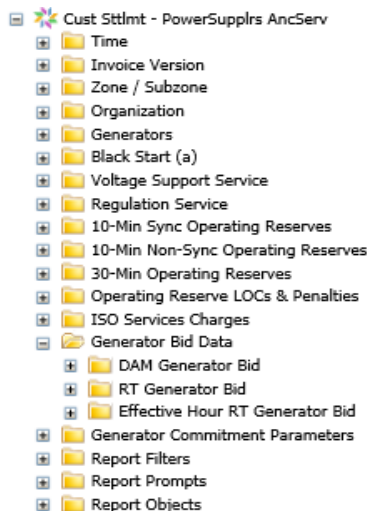 Cust Sttlmt - PowerSupplrs AncServ
Time
Invoice Version
Zone / Subzone
Organization
Generators
Black Start (a)
Voltage Support Service
Regulation Service
10-Min Sync Operating Reserves
10-Min Non-Sync Operating Reserves
30-Min Operating Reserves
Operating Reserve LOCs & Penalties
ISO Services Charges
Generator Bid Data
DAM Generator Bid
RT Generator Bid
Effective Hour RT Generator Bid
Generator Commitment Parameters
Report Filters
Report Prompts
Report Objects